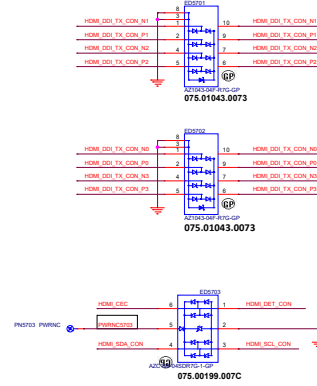 ED5701
8
3
HDMI_DDI_TX_CON_N1 1 10 HDMI_DDI_TX_CON_N1
HDMI_DDI_TX_CON_P1 2 9 HDMI_DDI_TX_CON_P1
HDMI_DDI_TX_CON_N2 4 7 HDMI_DDI_TX_CON_N2
HDMI_DDI_TX_CON_P2 5 6 HDMI_DDI_TX_CON_P2
GP
AZ1043-04F-R7G-GP
075.01043.0073
ED5702
8
3
HDMI_DDI_TX_CON_N0 1 10 HDMI_DDI_TX_CON_N0
HDMI_DDI_TX_CON_P0 2 9 HDMI_DDI_TX_CON_P0
HDMI_DDI_TX_CON_N3 4 7 HDMI_DDI_TX_CON_N3
HDMI_DDI_TX_CON_P3 5 6 HDMI_DDI_TX_CON_P3
GP
AZ1043-04F-R7G-GP
075.01043.0073
ED5703
HDMI_CEC 6 1 HDMI_DET_CON
PN5703 PWRNC PWRNC5703 5 2
HDMI_SDA_CON 4 3 HDMI_SCL_CON
075.00199.007C